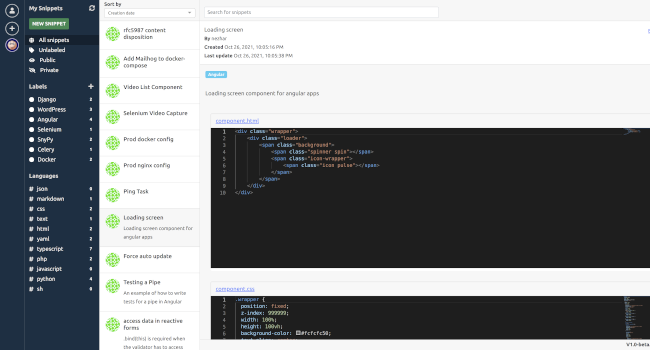 My Snippets
NEW SNIPPET
All snippets
Unlabeled
Public
Private
Labels
Django 2
WordPress 3
Angular 4
Selenium 1
SnyPy 2
Celery 1
Docker 2
Languages
# json
# markdown 1
# css 2
# text 1
# html 2
# yaml 2
# typescript 7
# php 2
# javascript
# python 4
# sh
Sort by
Creation date
rfc5987 content
disposition
Add Mailhog to docker-
compose
Video List Component
Selenium Video Capture
Prod docker config
Prod nginx config
Ping Task
Loading screen
Loading screen component for
angular apps
Force auto update
Testing a Pipe
An example of how to write
tests for a pipe in Angular
access data in reactive
forms
.bind(this) is required when
the validator has to access
Search for snippets
Loading screen
By nezhar
Created Oct 26, 2021, 10:05:16 PM
Last update Oct 26, 2021, 10:05:38 PM
Angular
Loading screen component for angular apps
component.html
1 <div class="wrapper">
2 <div class="loader">
3 <span class="background">
4 <span class="spinner spin"></span>
5 <span class="icon-wrapper">
6 <span class="icon pulse"></span>
7 </span>
8 </span>
9 </div>
10 </div>
component.css
1 .wrapper {
2 position: fixed;
3 z-index: 999999;
4 width: 100%;
5 height: 100vh;
6 background-color: #fcfcfc50;
V1.0-beta